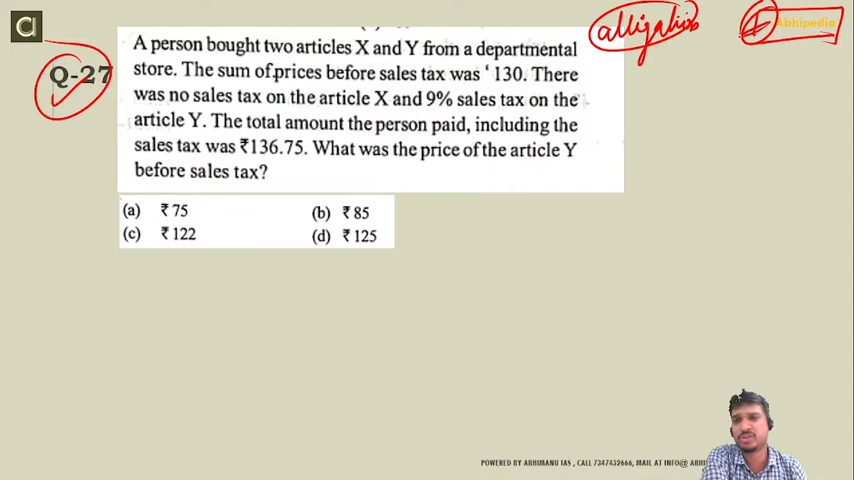 alligation
Abhipedia
Q-27
A person bought two articles X and Y from a departmental
store. The sum of prices before sales tax was ‘ 130. There
was no sales tax on the article X and 9% sales tax on the
article Y. The total amount the person paid, including the
sales tax was ₹136.75. What was the price of the article Y
before sales tax?
(a) ₹ 75 (b) ₹ 85
(c) ₹ 122 (d) ₹ 125
POWERED BY ABHIMANU IAS , CALL 7347432666, MAIL AT INFO@ ABHI